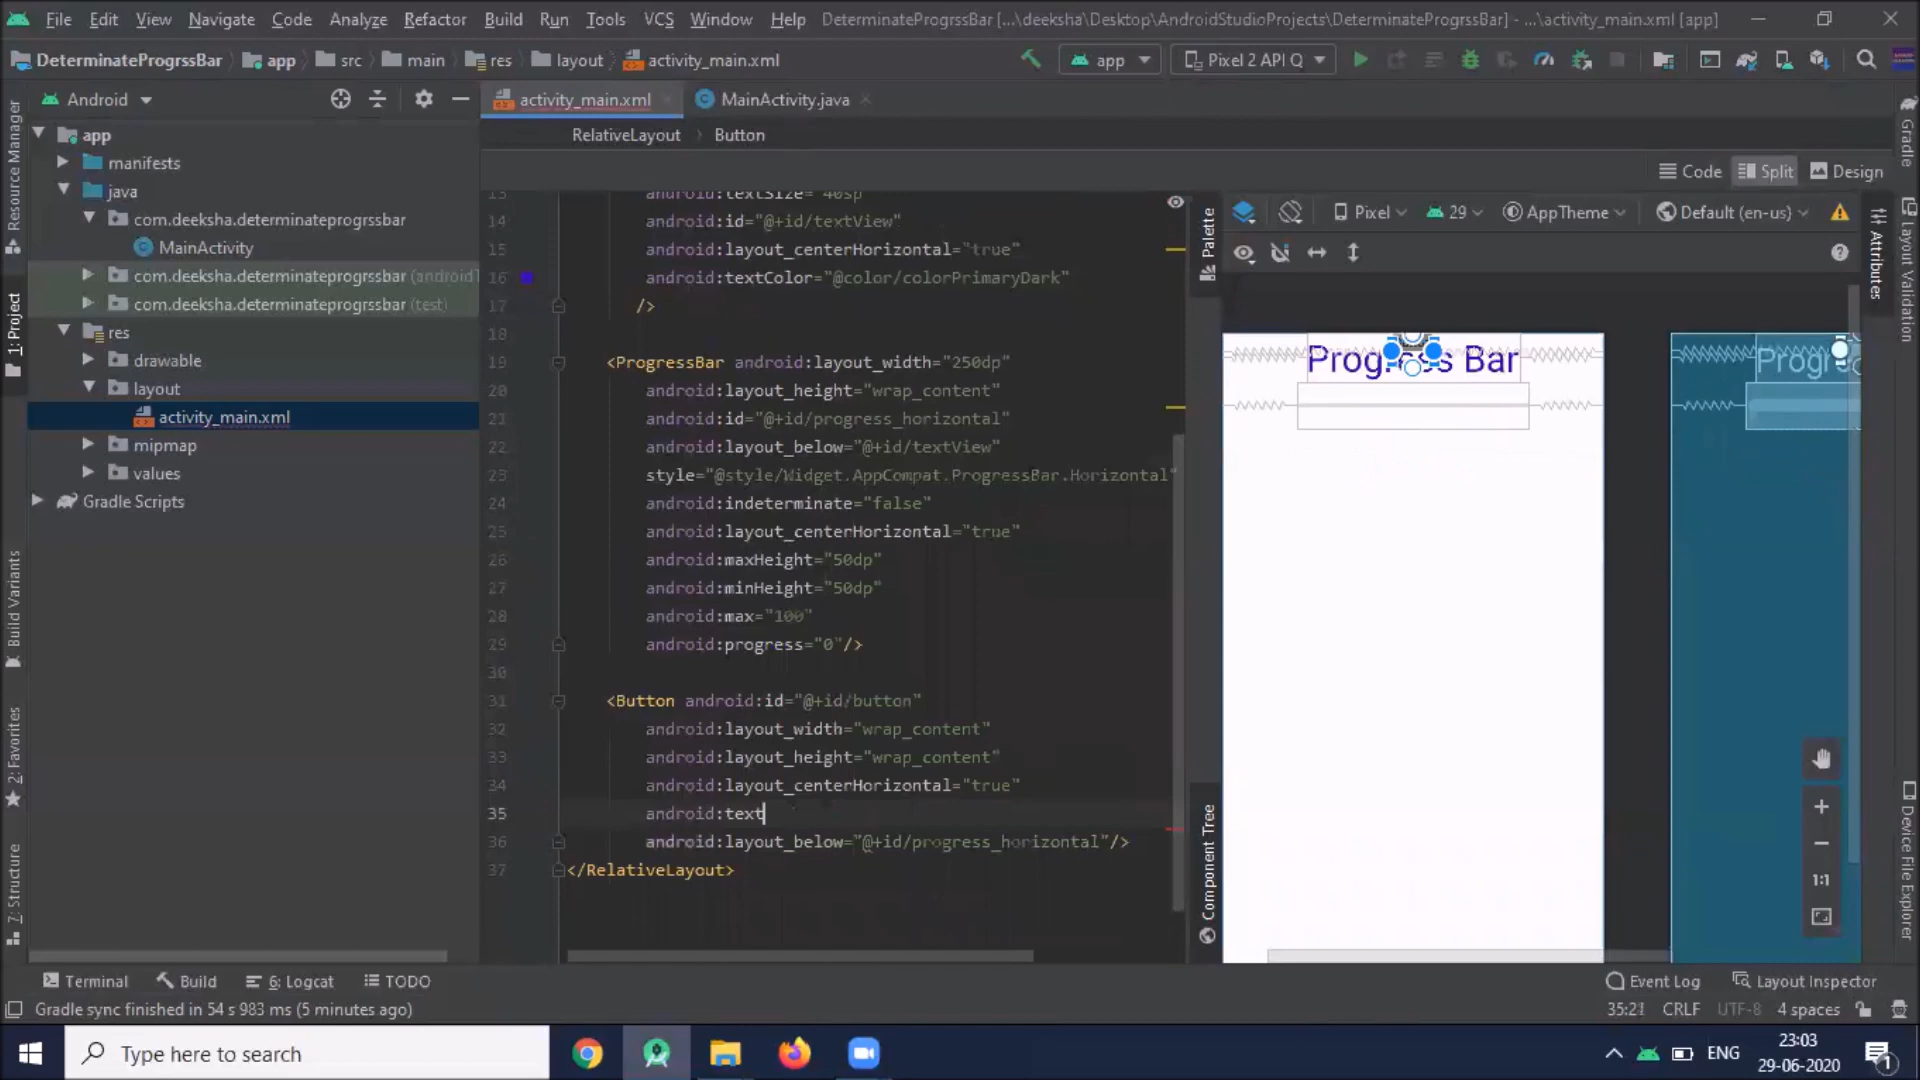 File Edit View Navigate Code Analyze Refactor Build Run Tools VCS Window Help DeterminateProgrssBar [...\deeksha\Desktop\AndroidStudioProjects\DeterminateProgrssBar] - ...\activity_main.xml [app]
DeterminateProgrssBar app src main res layout activity_main.xml app Pixel 2 API Q
Android activity_main.xml MainActivity.java
RelativeLayout Button
Code Split Design
Resource Manager
1: Project
Build Variants
2: Favorites
7: Structure
app
manifests
java
com.deeksha.determinateprogrssbar
MainActivity
com.deeksha.determinateprogrssbar (android
com.deeksha.determinateprogrssbar (test)
res
drawable
layout
activity_main.xml
mipmap
values
Gradle Scripts
13 android:textSize="40sp
14 android:id="@+id/textView"
15 android:layout_centerHorizontal="true"
16 android:textColor="@color/colorPrimaryDark"
17 />
18
19 <ProgressBar android:layout_width="250dp"
20 android:layout_height="wrap_content"
21 android:id="@+id/progress_horizontal"
22 android:layout_below="@+id/textView"
23 style="@style/Widget.AppCompat.ProgressBar.Horizontal"
24 android:indeterminate="false"
25 android:layout_centerHorizontal="true"
26 android:maxHeight="50dp"
27 android:minHeight="50dp"
28 android:max="100"
29 android:progress="0"/>
30
31 <Button android:id="@+id/button"
32 android:layout_width="wrap_content"
33 android:layout_height="wrap_content"
34 android:layout_centerHorizontal="true"
35 android:text
36 android:layout_below="@+id/progress_horizontal"/>
37 </RelativeLayout>
Palette
Component Tree
Pixel 29 AppTheme Default (en-us)
Progress Bar
Progre
1:1
Attributes
Gradle
Layout Validation
Device File Explorer
Terminal Build 6: Logcat TODO Event Log Layout Inspector
Gradle sync finished in 54 s 983 ms (5 minutes ago) 35:21 CRLF UTF-8 4 spaces
Type here to search ENG 23:03
29-06-2020
1